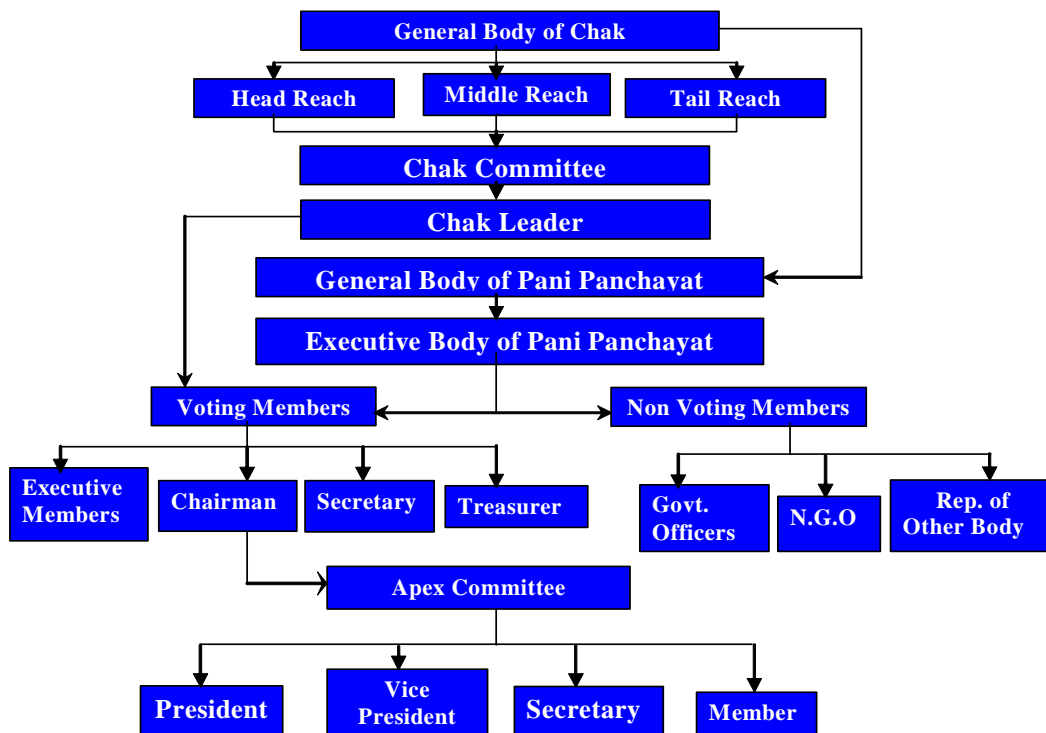 General Body of Chak
Head Reach
Middle Reach
Tail Reach
Chak Committee
Chak Leader
General Body of Pani Panchayat
Executive Body of Pani Panchayat
Voting Members
Non Voting Members
Executive
Members
Chairman
Secretary
Treasurer
Govt.
Officers
N.G.O
Rep. of
Other Body
Apex Committee
President
Vice
President
Secretary
Member